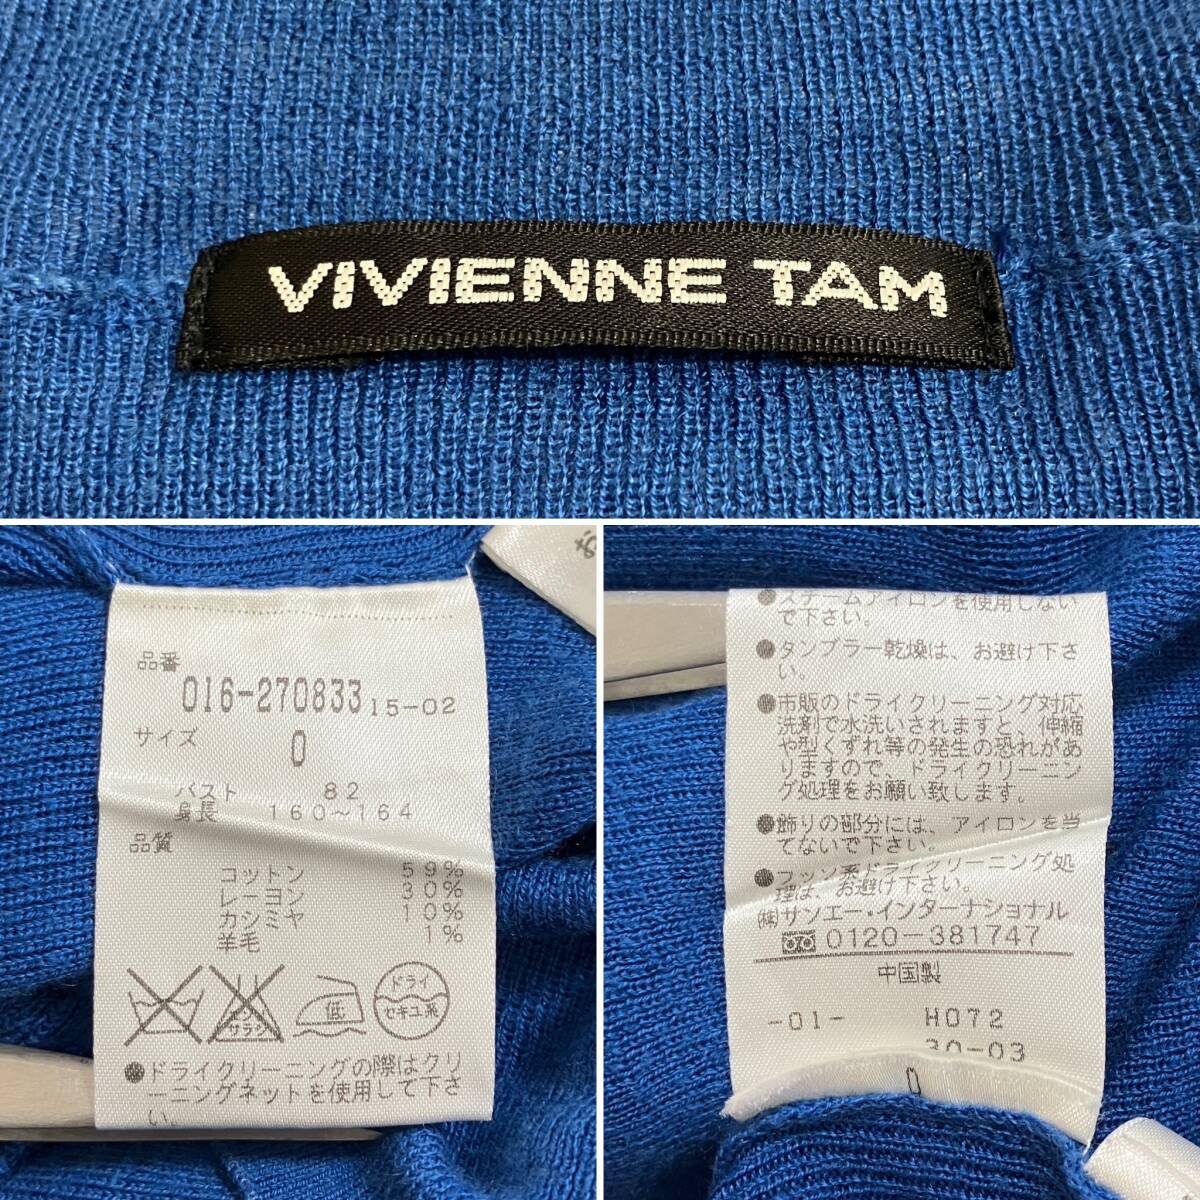 VIVIENNE TAM
品番
016-270833 15-02
サイズ 0
バスト 82
身長 160～164
品質
コットン 59%
レーヨン 30%
カシミヤ 10%
羊毛 1%
低
ドライ
セキユ系
●ドライクリーニングの際はクリ
ーニングネットを使用して下さ
い。
●スチームアイロンを使用しない
で下さい。
●タンブラー乾燥は、お避け下さ
い。
●市販のドライクリーニング対応
洗剤で水洗いされますと、伸縮
や型くずれ等の発生の恐れがあ
りますので、ドライクリーニン
グ処理をお願い致します。
●飾りの部分には、アイロンを当
てないで下さい。
●フッソ系ドライクリーニング処
理は、お避け下さい。
㈱サンエー・インターナショナル
0120-381747
中国製
-01- H072
30-03
0